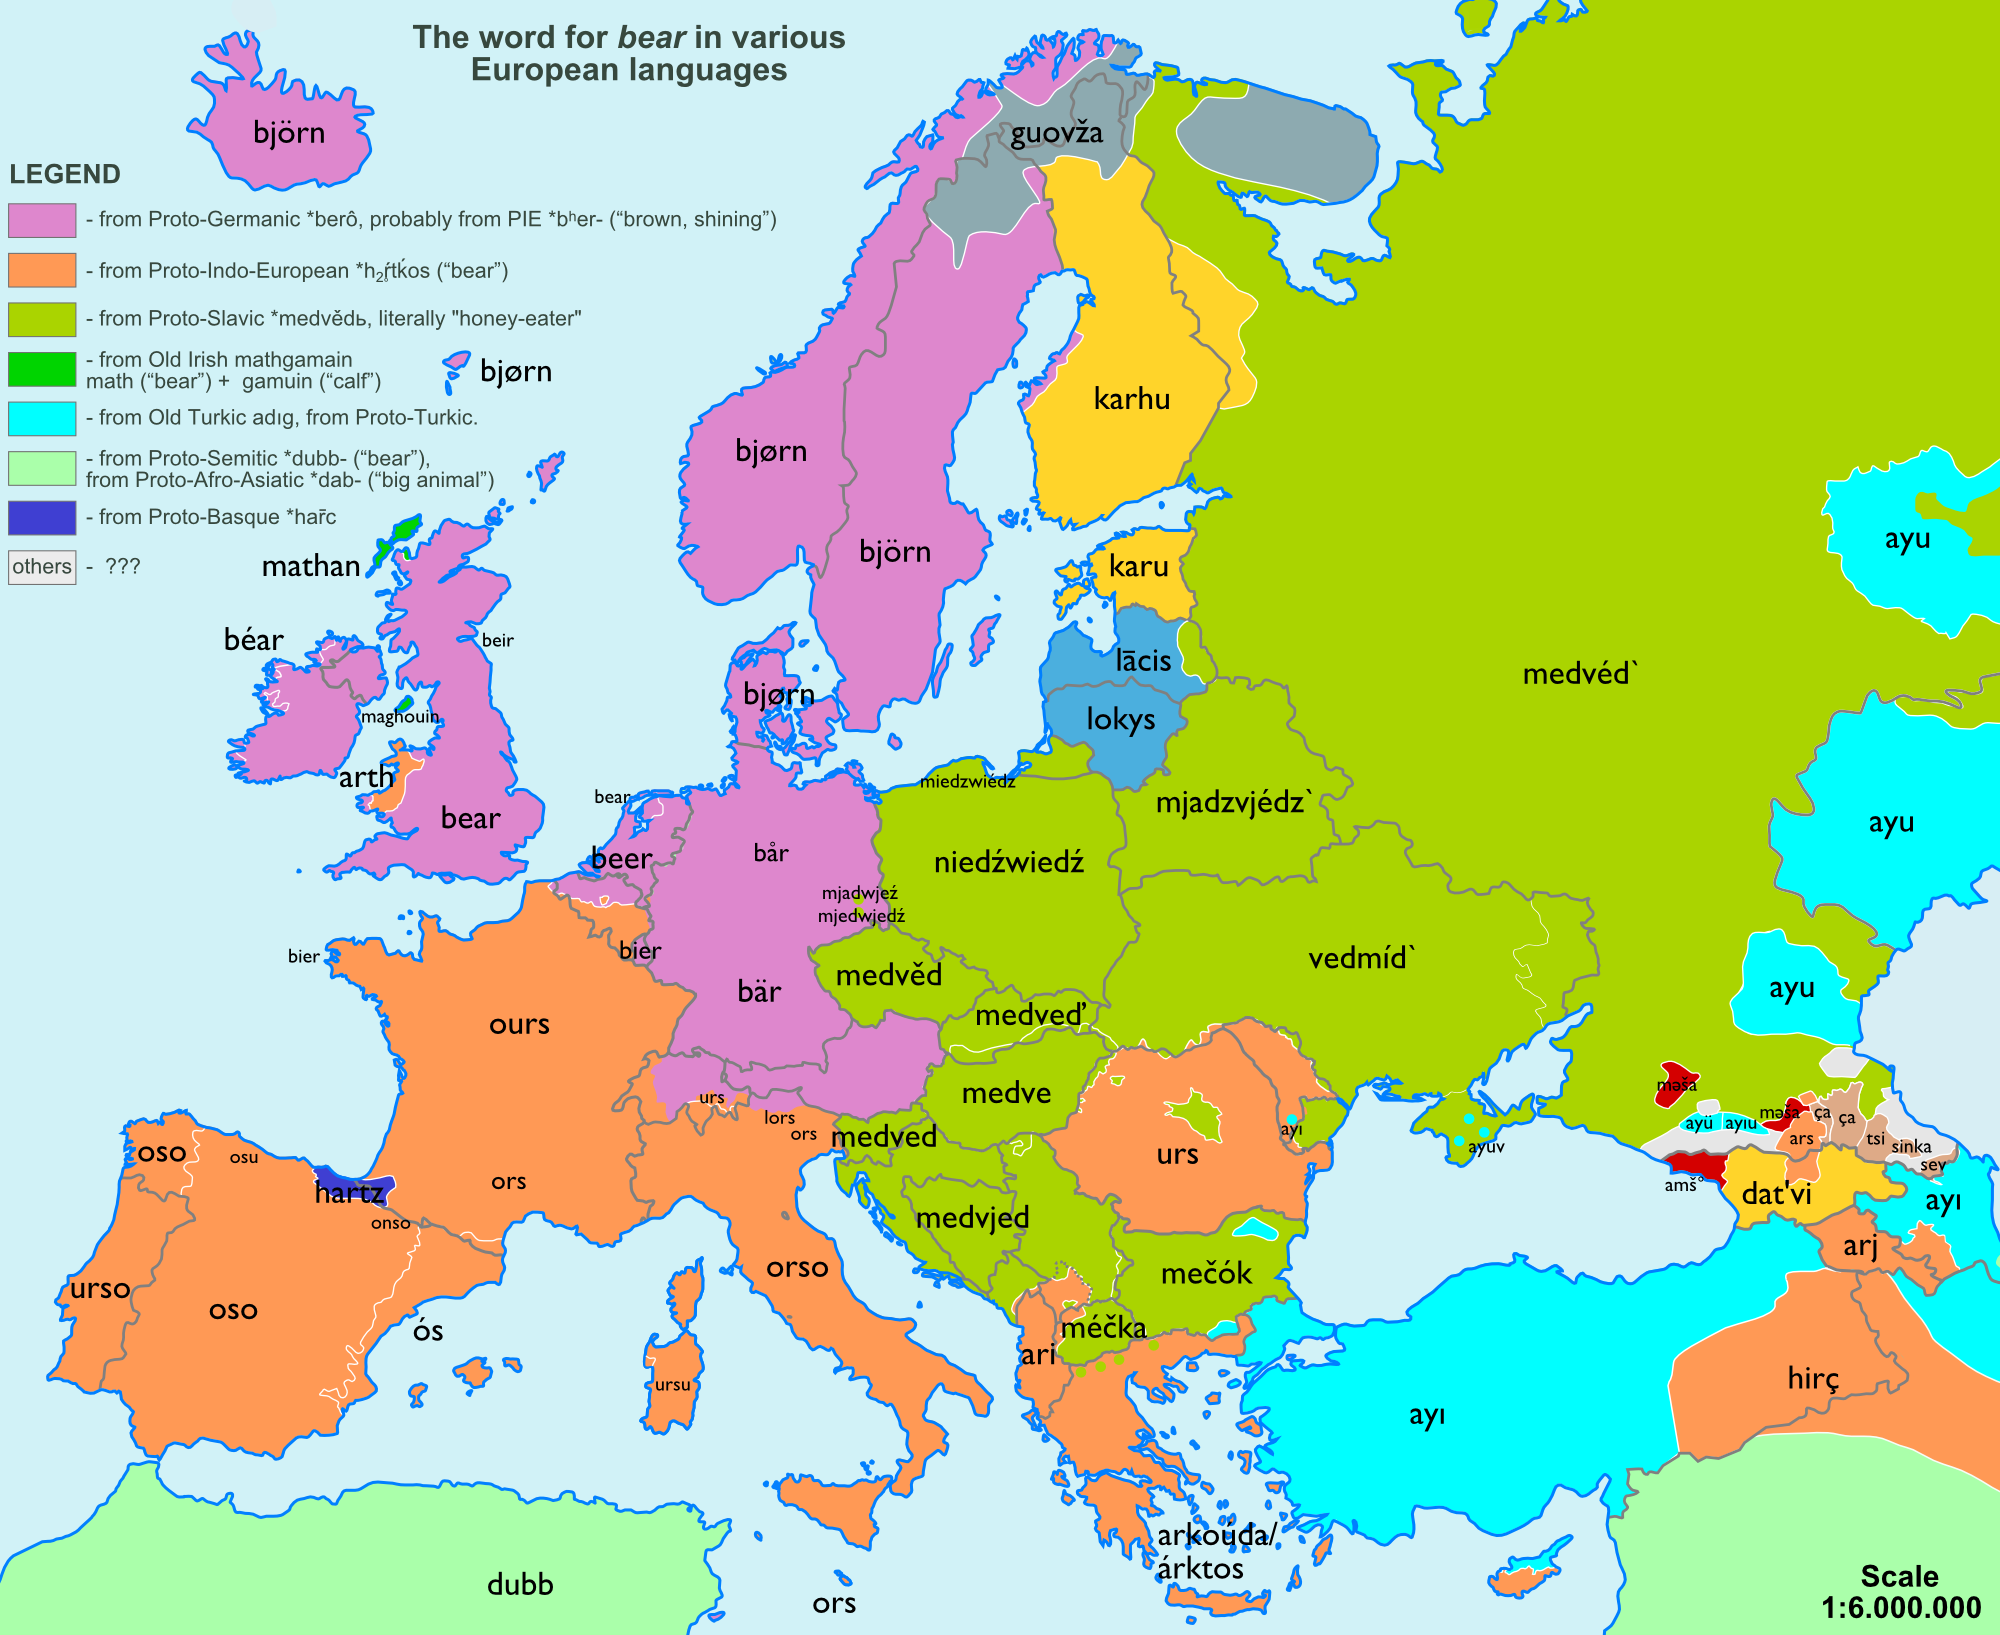 The word for bear in various
European languages
björn
guovža
LEGEND
- from Proto-Germanic *berô, probably from PIE *bʰer- (“brown, shining”)
- from Proto-Indo-European *h₂ŕ̥tḱos (“bear”)
- from Proto-Slavic *medvědь, literally "honey-eater"
- from Old Irish mathgamain
math (“bear”) + gamuin (“calf”)
- from Old Turkic adıg, from Proto-Turkic.
- from Proto-Semitic *dubb- (“bear”),
from Proto-Afro-Asiatic *dab- (“big animal”)
- from Proto-Basque *har̄c
others - ???
bjørn
karhu
bjørn
björn
karu
ayu
mathan
béar
beir
lācis
medvéd`
bjørn
maghouin
lokys
arth
miedzwiédz
bear
bear
mjadzvjédz`
ayu
beer
bår
niedźwiedź
mjadwjeź
mjedwjedź
bier
bier
medvěd
vedmíd`
bär
ayu
ours
medveď
medve
urs
lors
ors
medved
məša
məša
ça
ça
ayü
ayıu
ars
tsi
sinka
sev
ayı
ayuv
oso
osu
urs
hartz
ors
onso
amš°
dat'vi
ayı
medvjed
arj
orso
mečók
urso
oso
ós
méčka
ari
ursu
hirç
ayı
arkoúda/
árktos
dubb
ors
Scale
1:6.000.000